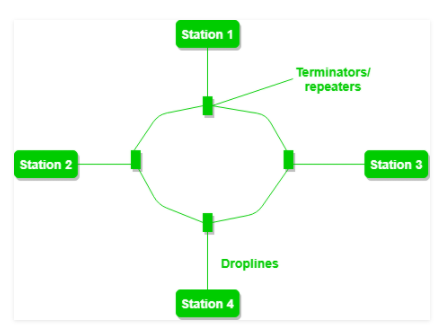 Station 1
Terminators/
repeaters
Station 2
Station 3
Droplines
Station 4